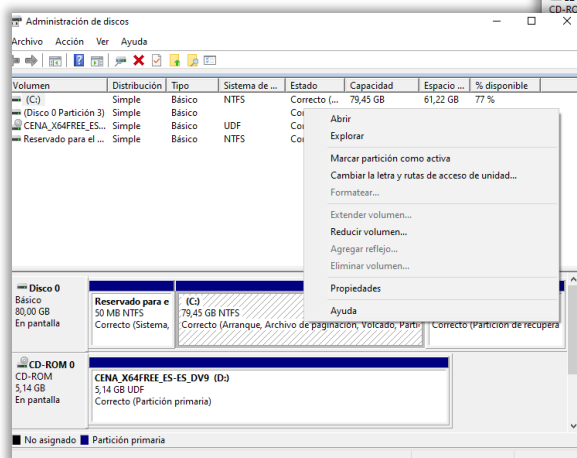 CD-RO
Administración de discos
Archivo Acción Ver Ayuda
Volumen Distribución Tipo Sistema de ... Estado Capacidad Espacio ... % disponible
(C:) Simple Básico NTFS Correcto (... 79,45 GB 61,22 GB 77 %
(Disco 0 Partición 3) Simple Básico Cor
CENA_X64FREE_ES... Simple Básico UDF Cor
Reservado para el ... Simple Básico NTFS Cor
Abrir
Explorar
Marcar partición como activa
Cambiar la letra y rutas de acceso de unidad...
Formatear...
Extender volumen...
Reducir volumen...
Agregar reflejo...
Eliminar volumen...
Propiedades
Ayuda
Disco 0
Básico
80,00 GB
En pantalla
Reservado para e
50 MB NTFS
Correcto (Sistema,
(C:)
79,45 GB NTFS
Correcto (Arranque, Archivo de paginación, Volcado, Parti
Correcto (Partición de recupera
CD-ROM 0
CD-ROM
5,14 GB
En pantalla
CENA_X64FREE_ES-ES_DV9 (D:)
5,14 GB UDF
Correcto (Partición primaria)
No asignado Partición primaria